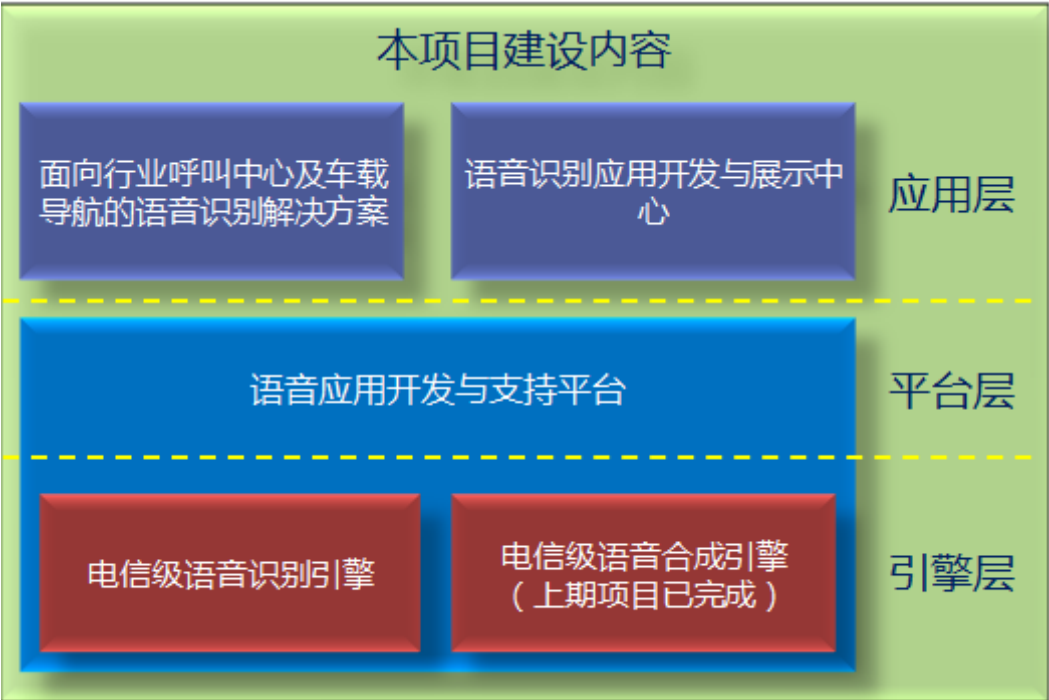 本项目建设内容
面向行业呼叫中心及车载
导航的语音识别解决方案
语音识别应用开发与展示中
心
应用层
语音应用开发与支持平台
平台层
电信级语音识别引擎
电信级语音合成引擎
（上期项目已完成）
引擎层